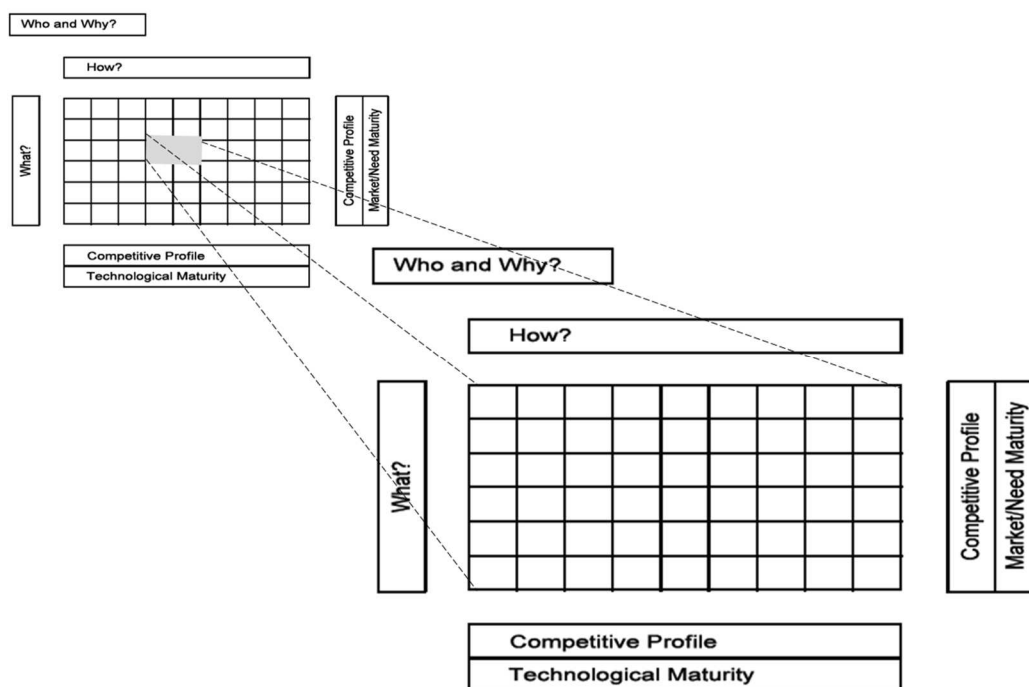 Who and Why?
How?
What?
Competitive Profile
Market/Need Maturity
Competitive Profile
Technological Maturity
Who and Why?
How?
What?
Competitive Profile
Market/Need Maturity
Competitive Profile
Technological Maturity